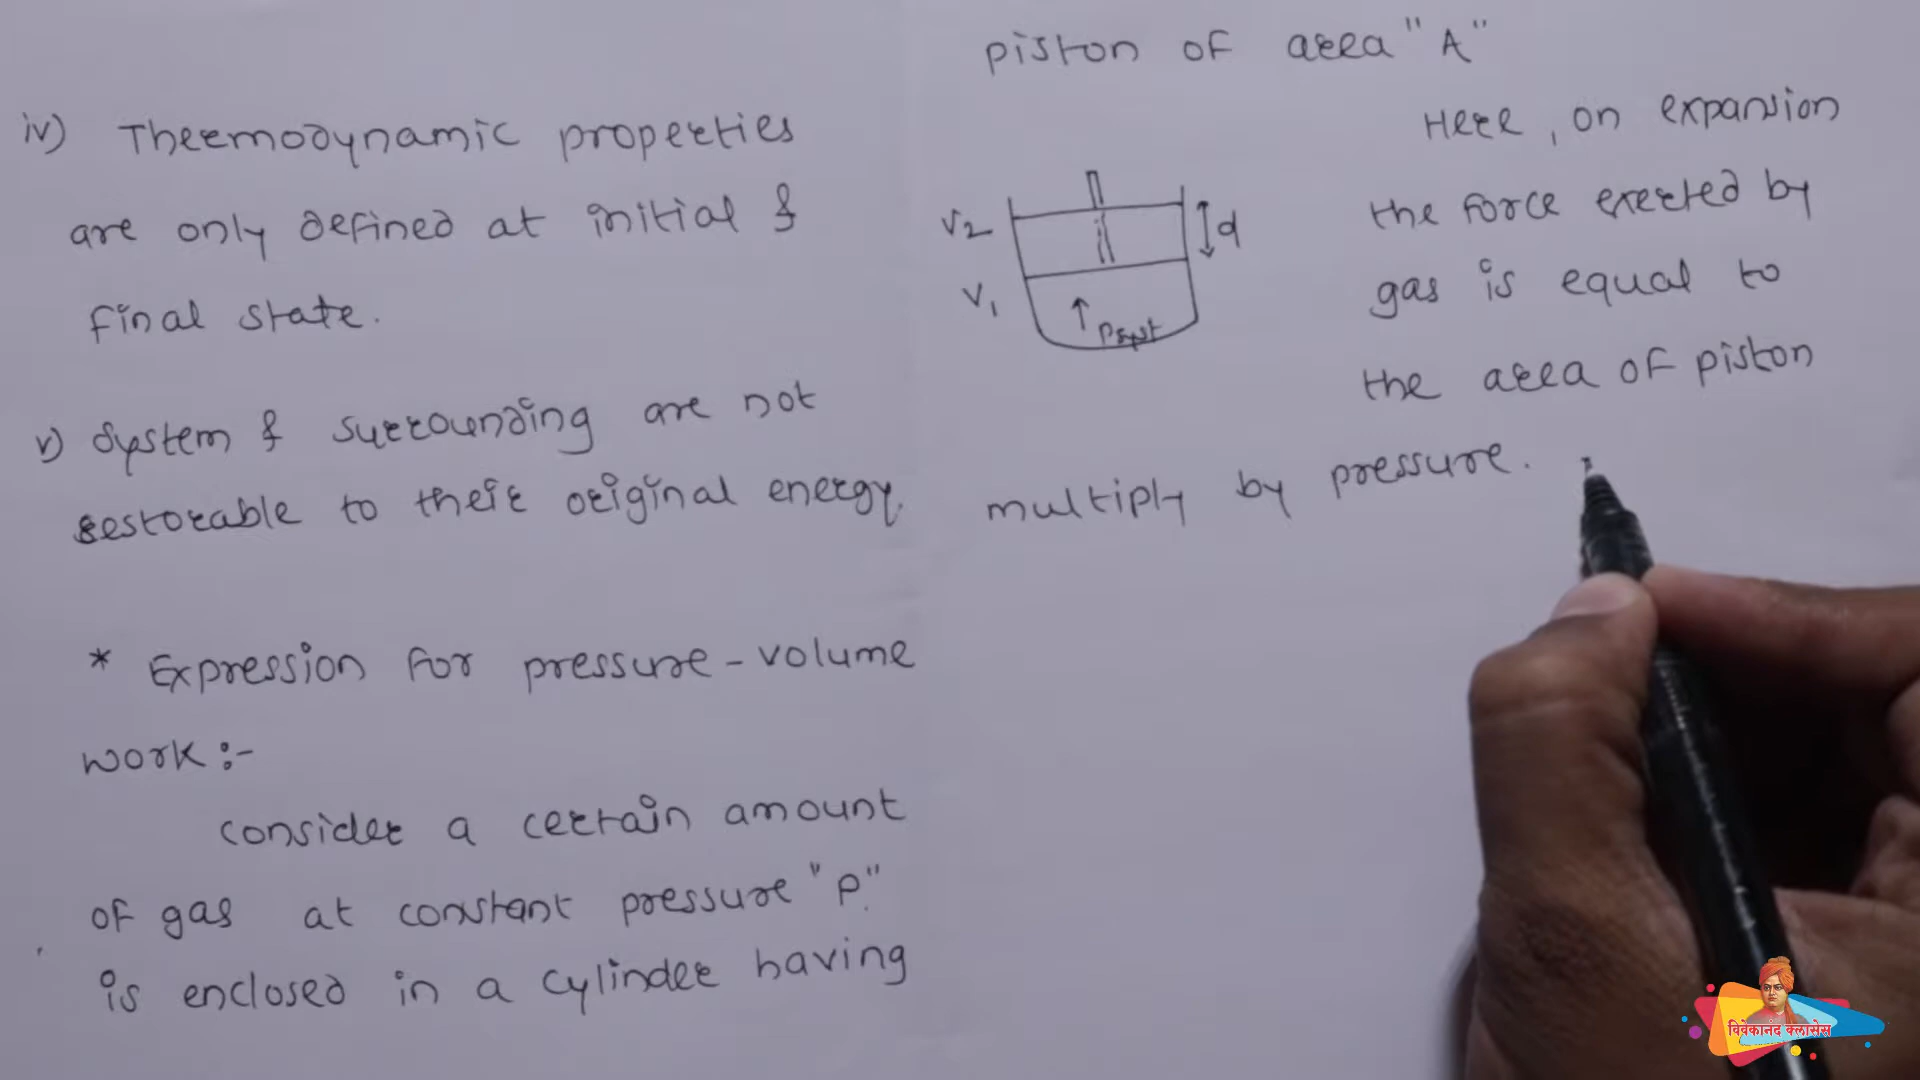 iv) Thermodynamic properties
are only defined at initial &
final state.
v) System & surrounding are not
restorable to their original energy.
* Expression for pressure-volume
work:-
consider a certain amount
of gas at constant pressure "P."
is enclosed in a cylinder having
piston of area "A"
Here, on expansion
the force exerted by
gas is equal to
the area of piston
multiply by pressure.
V2
d
V1
विवेकानंद क्लासेस